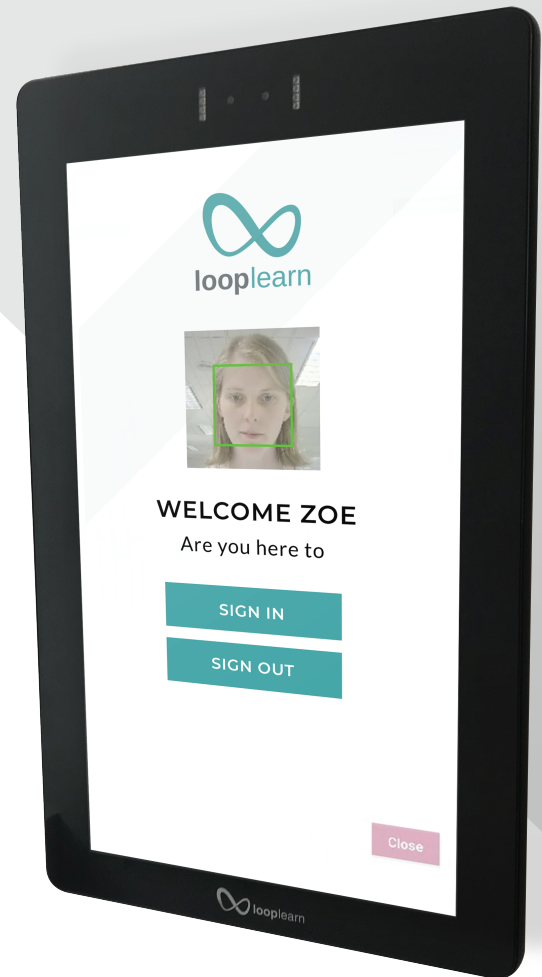 looplearn
WELCOME ZOE
Are you here to
SIGN IN
SIGN OUT
Close
looplearn